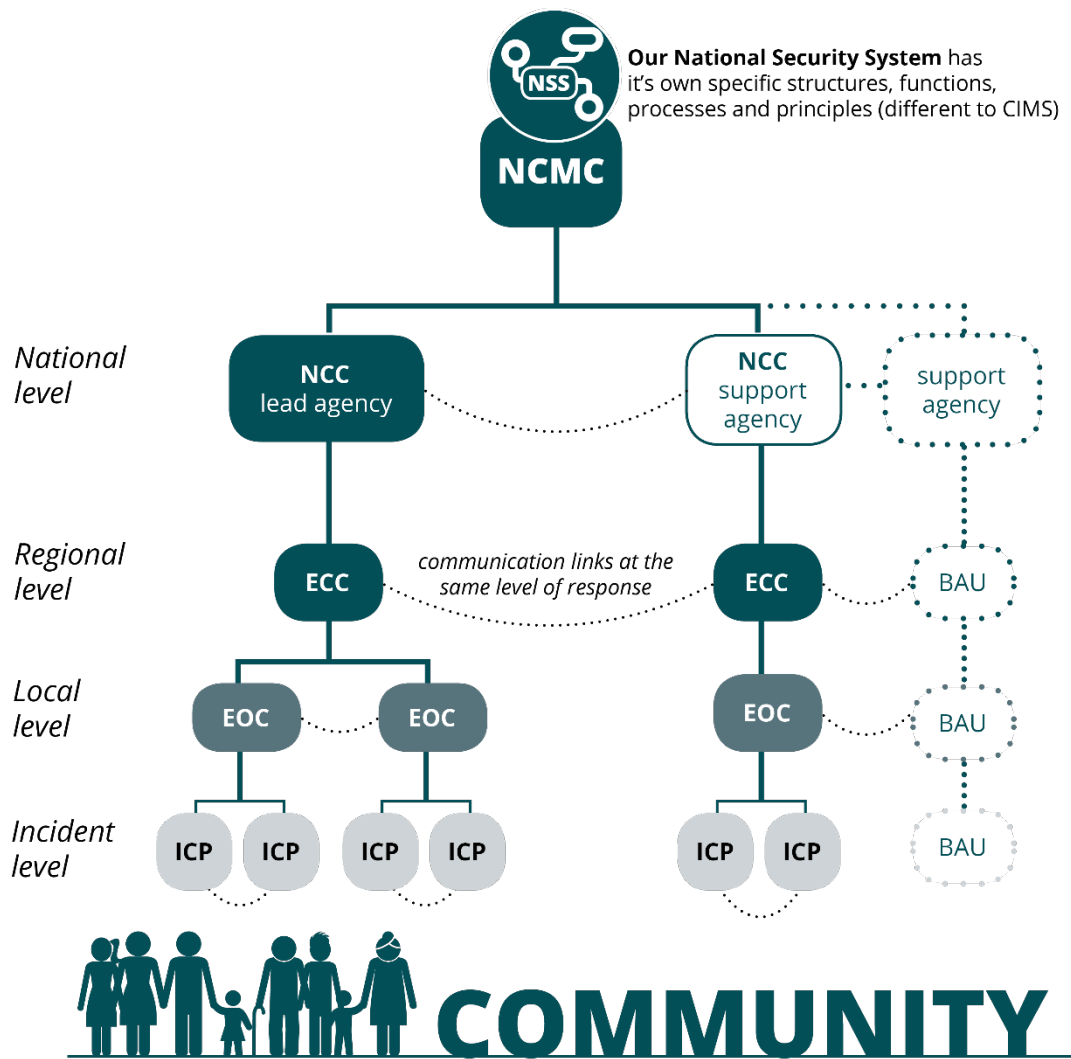 NSS
Our National Security System has
it's own specific structures, functions,
processes and principles (different to CIMS)
NCMC
National
level
NCC
lead agency
NCC
support
agency
support
agency
Regional
level
ECC
communication links at the
same level of response
ECC
BAU
Local
level
EOC
EOC
EOC
BAU
Incident
level
ICP
ICP
ICP
ICP
ICP
ICP
BAU
COMMUNITY